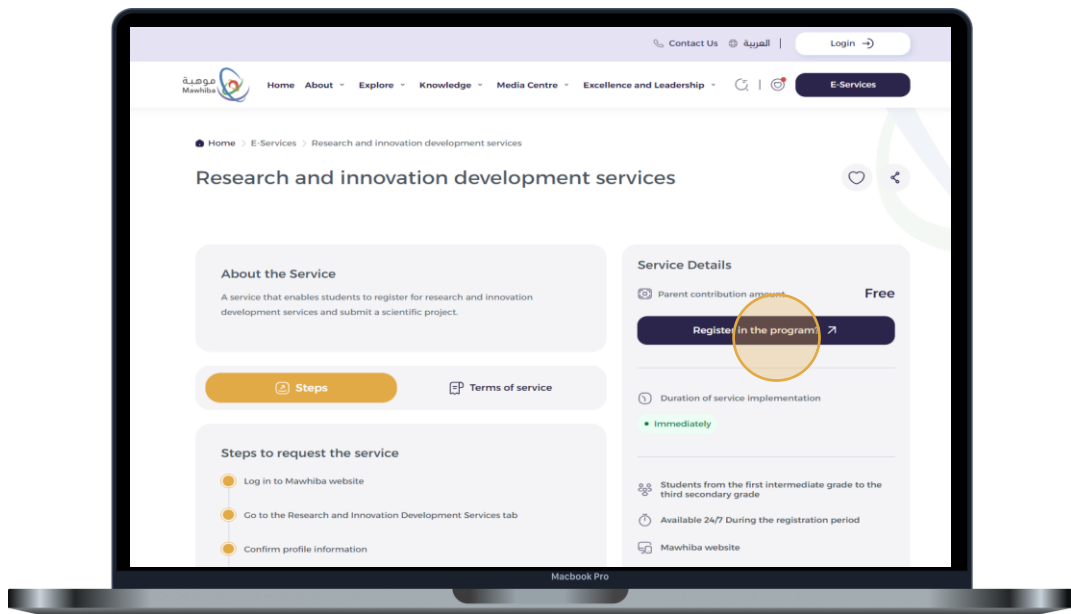 Contact Us
العربية
Login
موهبة
Mawhiba
Home About Explore Knowledge Media Centre Excellence and Leadership
E-Services
Home E-Services Research and innovation development services
Research and innovation development services
About the Service
A service that enables students to register for research and innovation
development services and submit a scientific project.
Steps
Terms of service
Steps to request the service
Log in to Mawhiba website
Go to the Research and Innovation Development Services tab
Confirm profile information
Service Details
Parent contribution amount
Free
Register in the program?
Duration of service implementation
Immediately
Students from the first intermediate grade to the
third secondary grade
Available 24/7 During the registration period
Mawhiba website
Macbook Pro